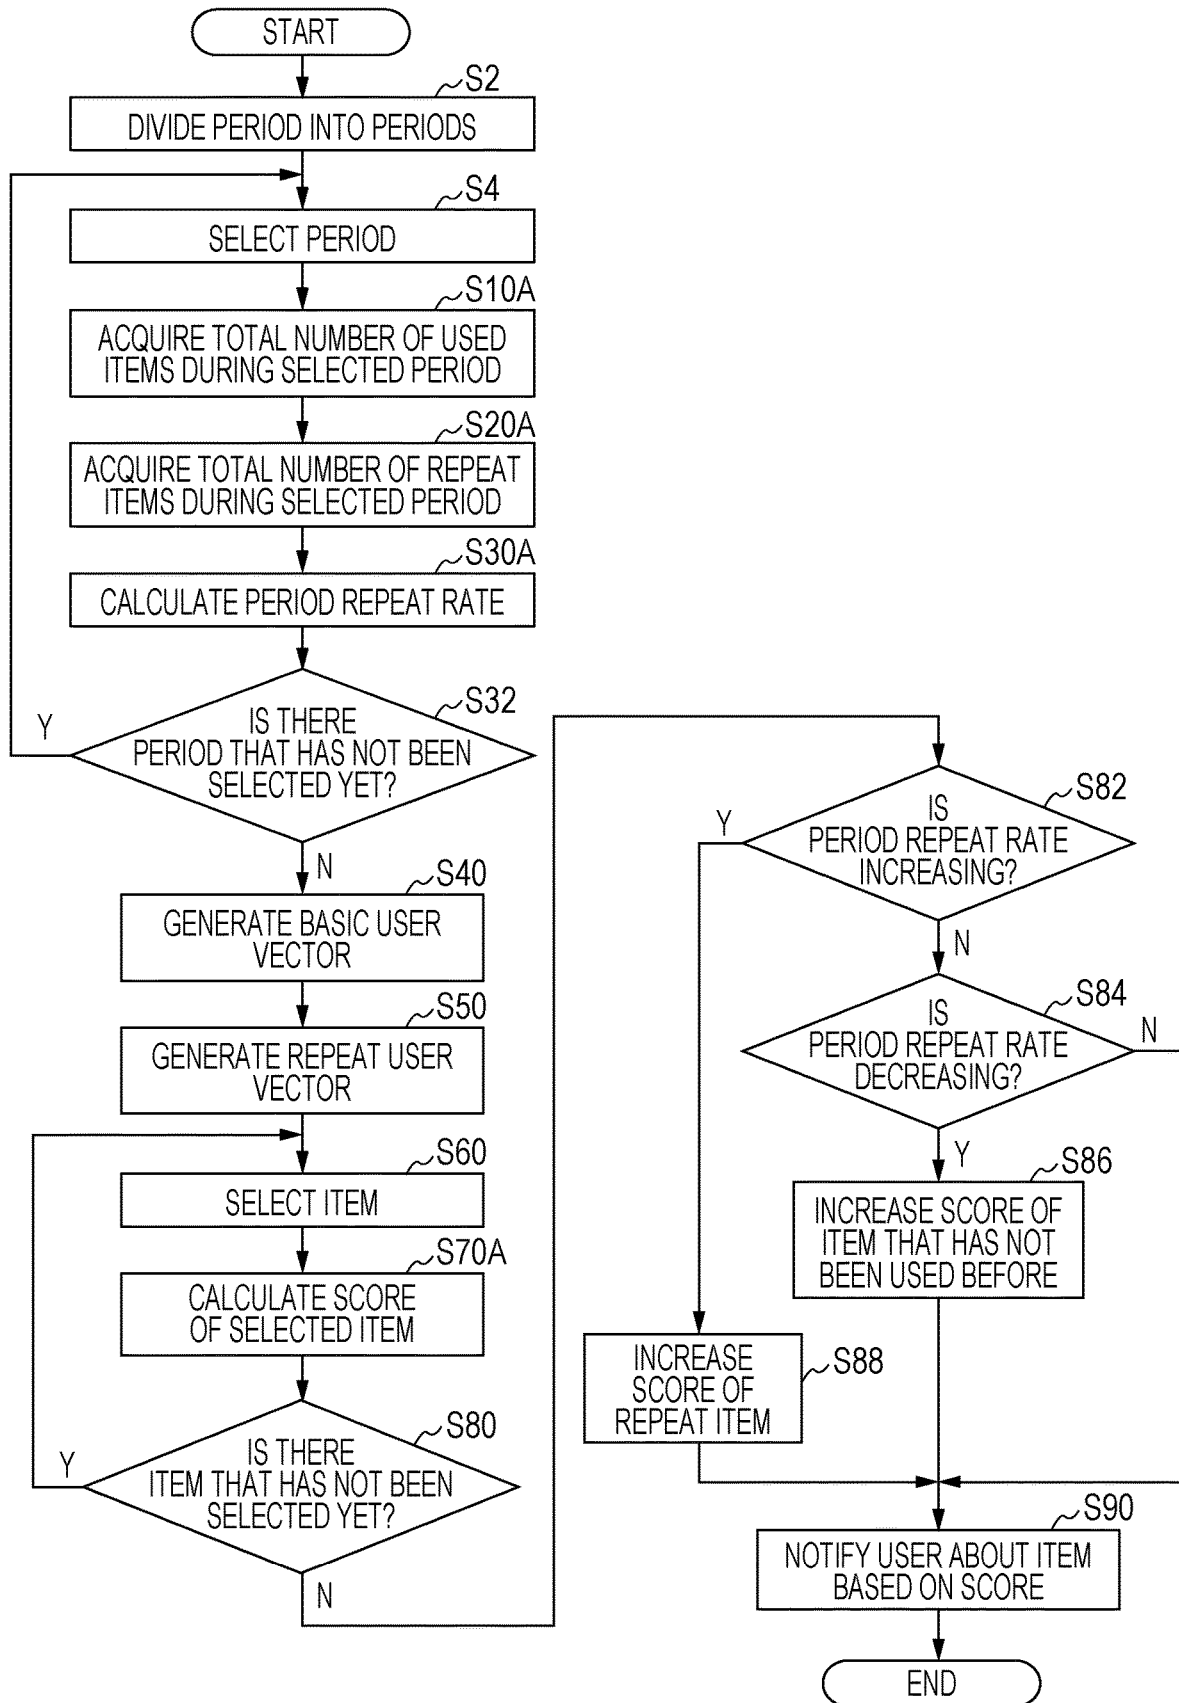 START
S2
DIVIDE PERIOD INTO PERIODS
S4
SELECT PERIOD
S10A
ACQUIRE TOTAL NUMBER OF USED
ITEMS DURING SELECTED PERIOD
S20A
ACQUIRE TOTAL NUMBER OF REPEAT
ITEMS DURING SELECTED PERIOD
S30A
CALCULATE PERIOD REPEAT RATE
S32
Y
IS THERE
PERIOD THAT HAS NOT BEEN
SELECTED YET?
N
S40
GENERATE BASIC USER
VECTOR
S50
GENERATE REPEAT USER
VECTOR
S60
SELECT ITEM
S70A
CALCULATE SCORE
OF SELECTED ITEM
S80
Y
IS THERE
ITEM THAT HAS NOT BEEN
SELECTED YET?
N
S82
Y
IS
PERIOD REPEAT RATE
INCREASING?
N
S84
IS
PERIOD REPEAT RATE
DECREASING?
N
Y
S86
INCREASE SCORE OF
ITEM THAT HAS NOT
BEEN USED BEFORE
S88
INCREASE
SCORE OF
REPEAT ITEM
S90
NOTIFY USER ABOUT ITEM
BASED ON SCORE
END